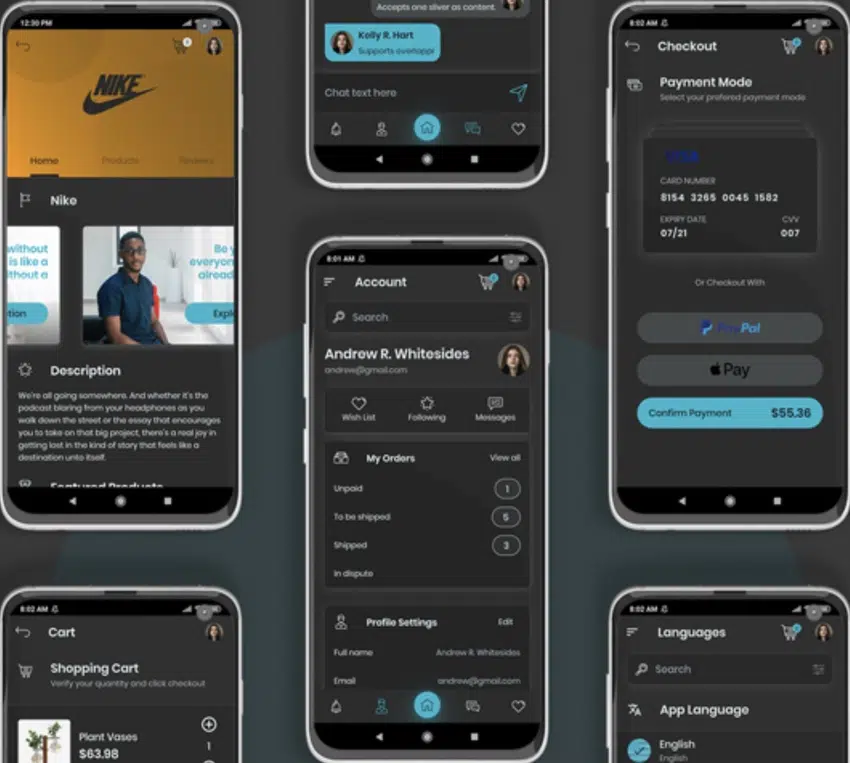 12:30 PM
NIKE
Home Products Reviews
Nike
without
is like a
without a
Be y
everyon
alread
Expl
Description
We're all going somewhere. And whether it's the
podcast blaring from your headphones as you
walk down the street or the essay that encourages
you to take on that big project, there's a real joy in
getting lost in the kind of story that feels like a
destination unto itself.
Featured Products
8:02 AM
Cart
Shopping Cart
Verify your quantity and click checkout
Plant Vases
$63.98
1
Accepts one sliver as content.
Kelly R. Hart
Supports overlappi
Chat text here
8:01 AM
Account
Search
Andrew R. Whitesides
andrew@gmail.com
Wish List Following Messages
My Orders View all
Unpaid 1
To be shipped 5
Shipped 3
In dispute
Profile Settings Edit
Full name Andrew R. Whitesides
Email andrew@gmail.com
8:02 AM
Checkout
Payment Mode
Select your prefered payment mode
VISA
CARD NUMBER
8154 3265 0045 1582
EXPIRY DATE CVV
07/21 007
Or Checkout With
PayPal
Pay
Confirm Payment $55.36
8:02 AM
Languages
Search
App Language
English
English